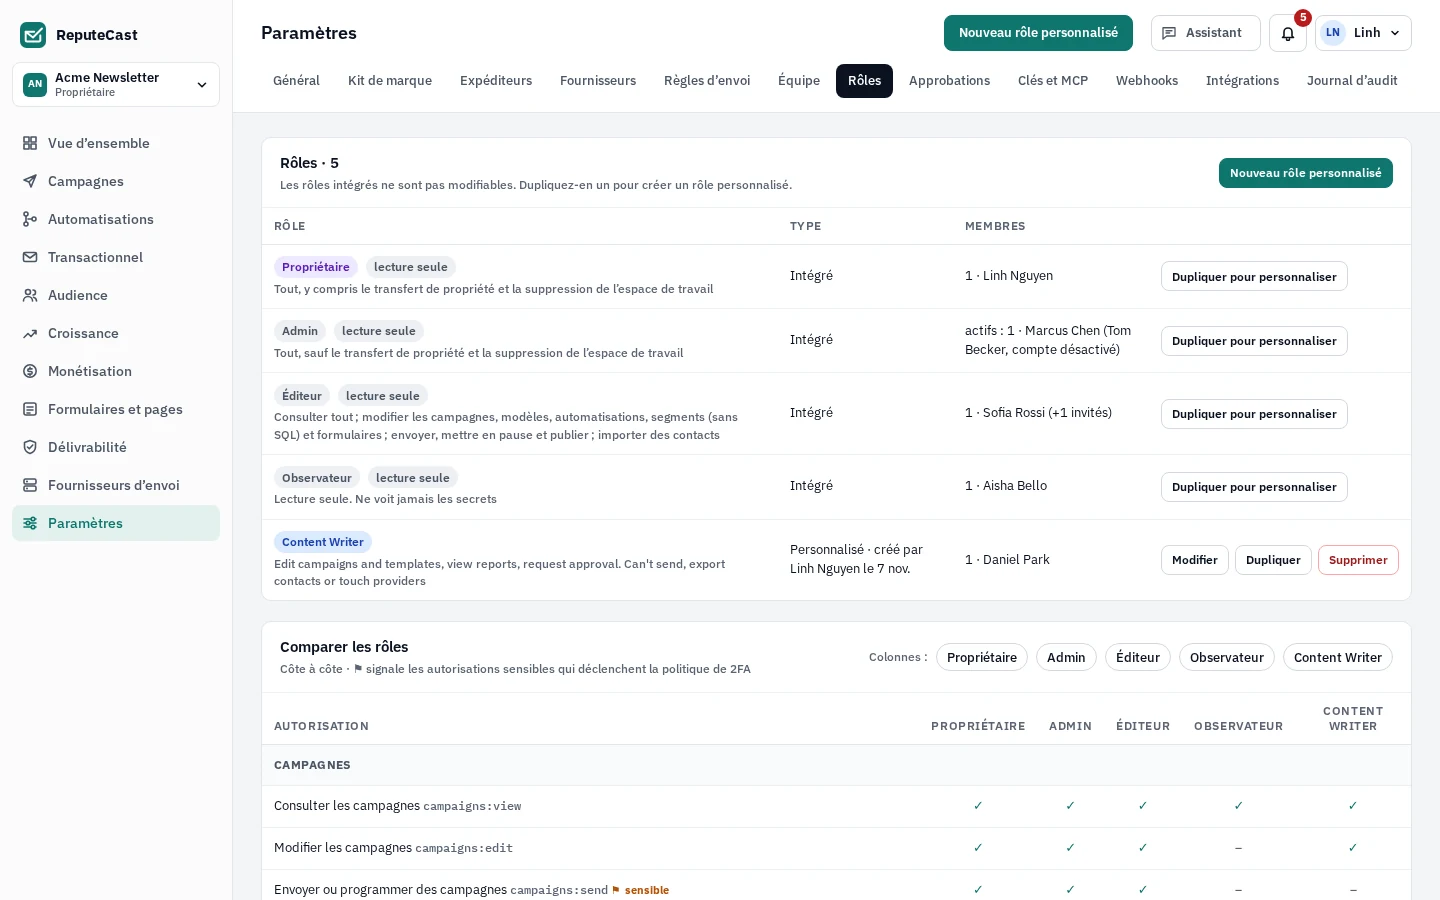 ReputeCast
AN
Acme Newsletter
Propriétaire
Vue d’ensemble
Campagnes
Automatisations
Transactionnel
Audience
Croissance
Monétisation
Formulaires et pages
Délivrabilité
Fournisseurs d’envoi
Paramètres
Paramètres
Nouveau rôle personnalisé
Assistant
5
LN
Linh
Général
Kit de marque
Expéditeurs
Fournisseurs
Règles d’envoi
Équipe
Rôles
Approbations
Clés et MCP
Webhooks
Intégrations
Journal d’audit
Rôles · 5
Les rôles intégrés ne sont pas modifiables. Dupliquez-en un pour créer un rôle personnalisé.
Nouveau rôle personnalisé
RÔLE TYPE MEMBRES
Propriétaire lecture seule
Tout, y compris le transfert de propriété et la suppression de l’espace de travail
Intégré
1 · Linh Nguyen
Dupliquer pour personnaliser
Admin lecture seule
Tout, sauf le transfert de propriété et la suppression de l’espace de travail
Intégré
actifs : 1 · Marcus Chen (Tom
Becker, compte désactivé)
Dupliquer pour personnaliser
Éditeur lecture seule
Consulter tout ; modifier les campagnes, modèles, automatisations, segments (sans
SQL) et formulaires ; envoyer, mettre en pause et publier ; importer des contacts
Intégré
1 · Sofia Rossi (+1 invités)
Dupliquer pour personnaliser
Observateur lecture seule
Lecture seule. Ne voit jamais les secrets
Intégré
1 · Aisha Bello
Dupliquer pour personnaliser
Content Writer
Edit campaigns and templates, view reports, request approval. Can't send, export
contacts or touch providers
Personnalisé · créé par
Linh Nguyen le 7 nov.
1 · Daniel Park
Modifier
Dupliquer
Supprimer
Comparer les rôles
Côte à côte · ⚑ signale les autorisations sensibles qui déclenchent la politique de 2FA
Colonnes : Propriétaire Admin Éditeur Observateur Content Writer
AUTORISATION PROPRIÉTAIRE ADMIN ÉDITEUR OBSERVATEUR CONTENT
WRITER
CAMPAGNES
Consulter les campagnes campaigns:view ✓ ✓ ✓ ✓ ✓
Modifier les campagnes campaigns:edit ✓ ✓ ✓ – ✓
Envoyer ou programmer des campagnes campaigns:send ⚑ sensible ✓ ✓ ✓ – –